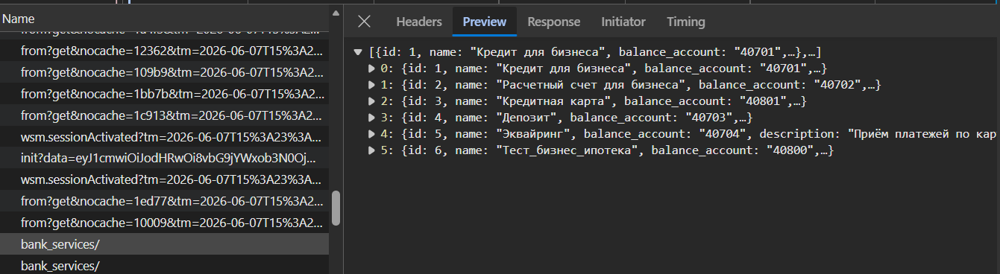 Name
from?get&nocache=12362&tm=2026-06-07T15%3A2...
from?get&nocache=109b9&tm=2026-06-07T15%3A2...
from?get&nocache=1bb7b&tm=2026-06-07T15%3A2...
from?get&nocache=1c913&tm=2026-06-07T15%3A2...
wsm.sessionActivated?tm=2026-06-07T15%3A23%3A...
init?data=eyJ1cmwiOiJodHRwOi8vbG9jYWxob3N0Oj...
wsm.sessionActivated?tm=2026-06-07T15%3A23%3A...
from?get&nocache=1ed77&tm=2026-06-07T15%3A2...
from?get&nocache=10009&tm=2026-06-07T15%3A2...
bank_services/
bank_services/
Headers Preview Response Initiator Timing
[{id: 1, name: "Кредит для бизнеса", balance_account: "40701",…},…]
0: {id: 1, name: "Кредит для бизнеса", balance_account: "40701",…}
1: {id: 2, name: "Расчетный счет для бизнеса", balance_account: "40702",…}
2: {id: 3, name: "Кредитная карта", balance_account: "40801",…}
3: {id: 4, name: "Депозит", balance_account: "40703",…}
4: {id: 5, name: "Эквайринг", balance_account: "40704", description: "Приём платежей по кар
5: {id: 6, name: "Тест_бизнес_ипотека", balance_account: "40800",…}